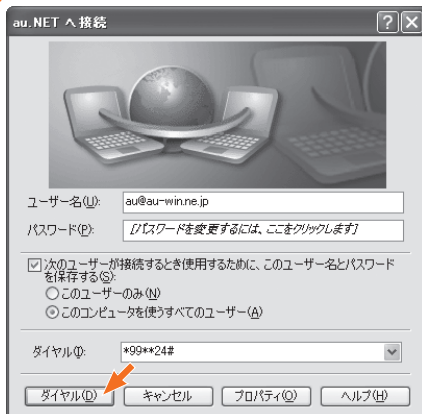 au.NET へ接続
ユーザー名(U):
au@au-win.ne.jp
パスワード(P):
[パスワードを変更するには、ここをクリックします]
次のユーザーが接続するとき使用するために、このユーザー名とパスワード
を保存する(S):
このユーザーのみ(N)
このコンピュータを使うすべてのユーザー(A)
ダイヤル(I):
*99**24#
ダイヤル(D)
キャンセル
プロパティ(O)
ヘルプ(H)